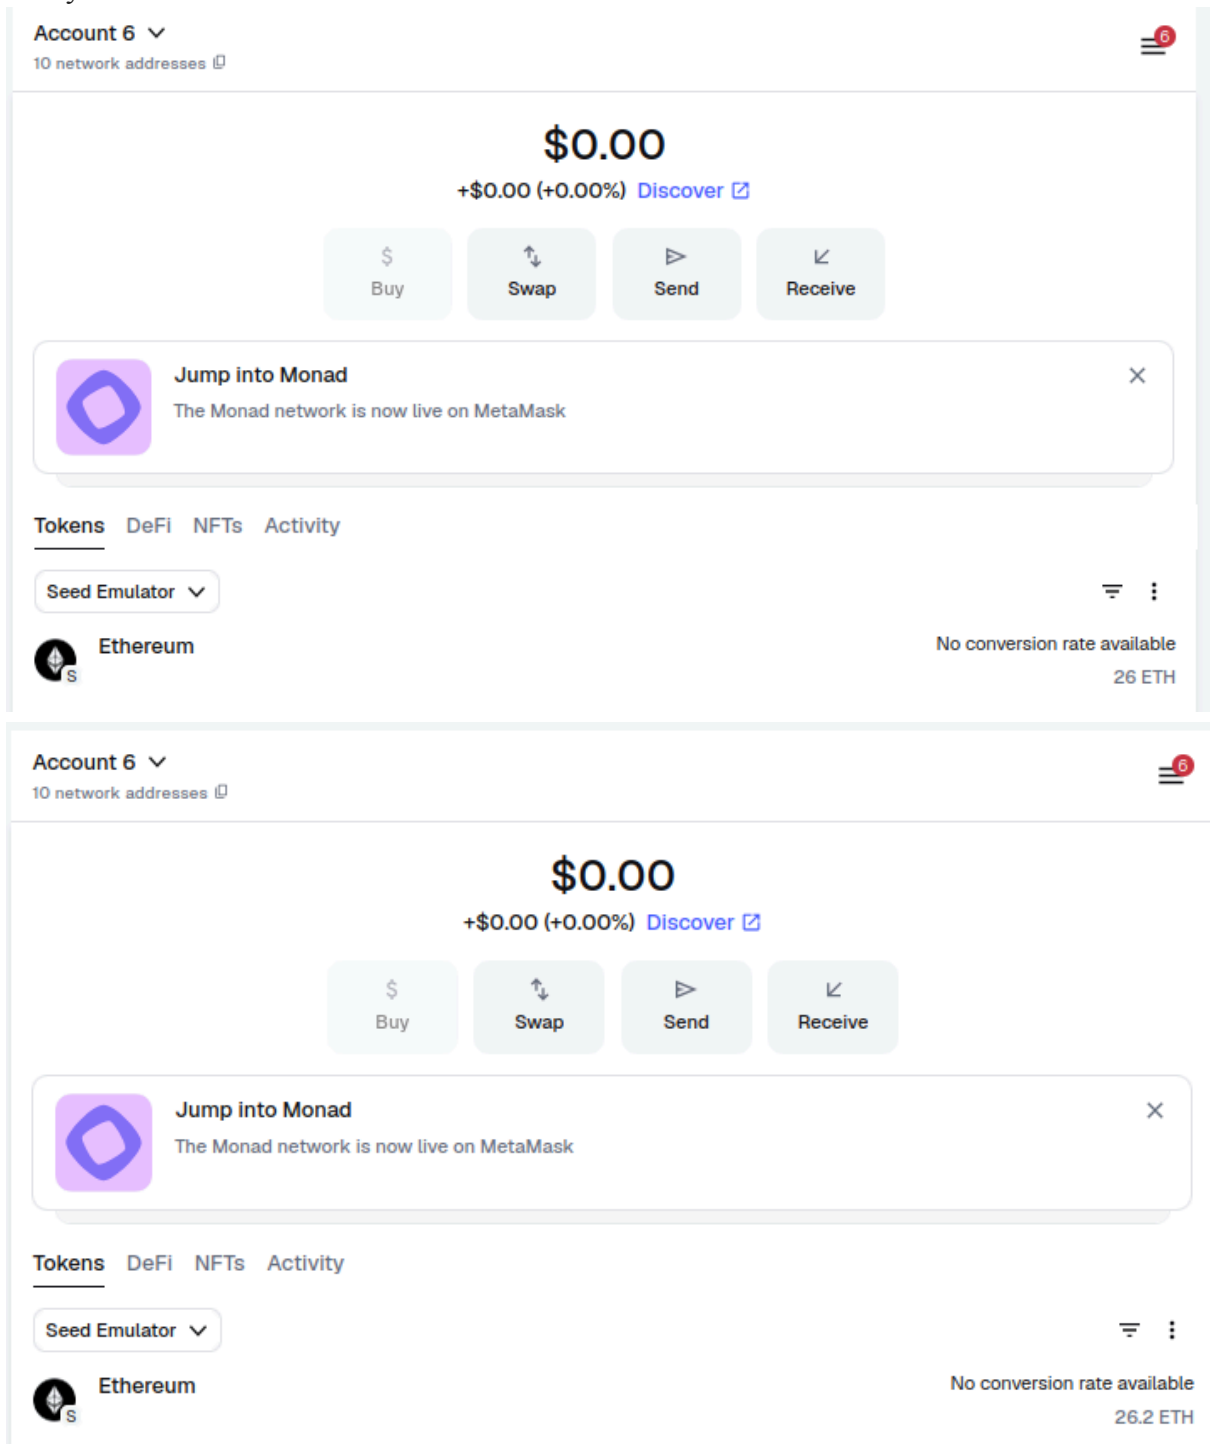 Account 6
6
10 network addresses
$0.00
+$0.00 (+0.00%) Discover
$
Buy Swap Send Receive
Jump into Monad
The Monad network is now live on MetaMask
Tokens DeFi NFTs Activity
Seed Emulator
Ethereum No conversion rate available
S 26 ETH
Account 6
6
10 network addresses
$0.00
+$0.00 (+0.00%) Discover
$
Buy Swap Send Receive
Jump into Monad
The Monad network is now live on MetaMask
Tokens DeFi NFTs Activity
Seed Emulator
Ethereum No conversion rate available
S 26.2 ETH